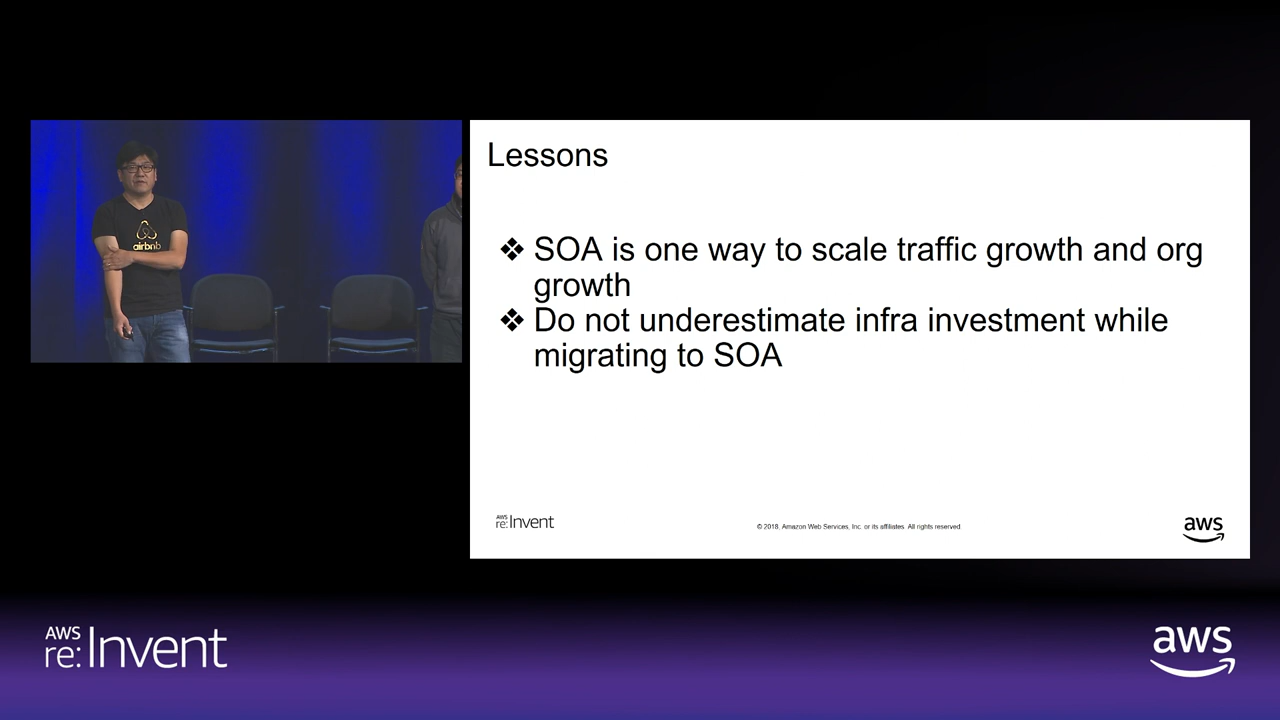 airbnb
Lessons
❖ SOA is one way to scale traffic growth and org
growth
❖ Do not underestimate infra investment while
migrating to SOA
AWS
re:Invent
© 2018, Amazon Web Services, Inc. or its affiliates. All rights reserved.
aws
AWS
re:Invent
aws